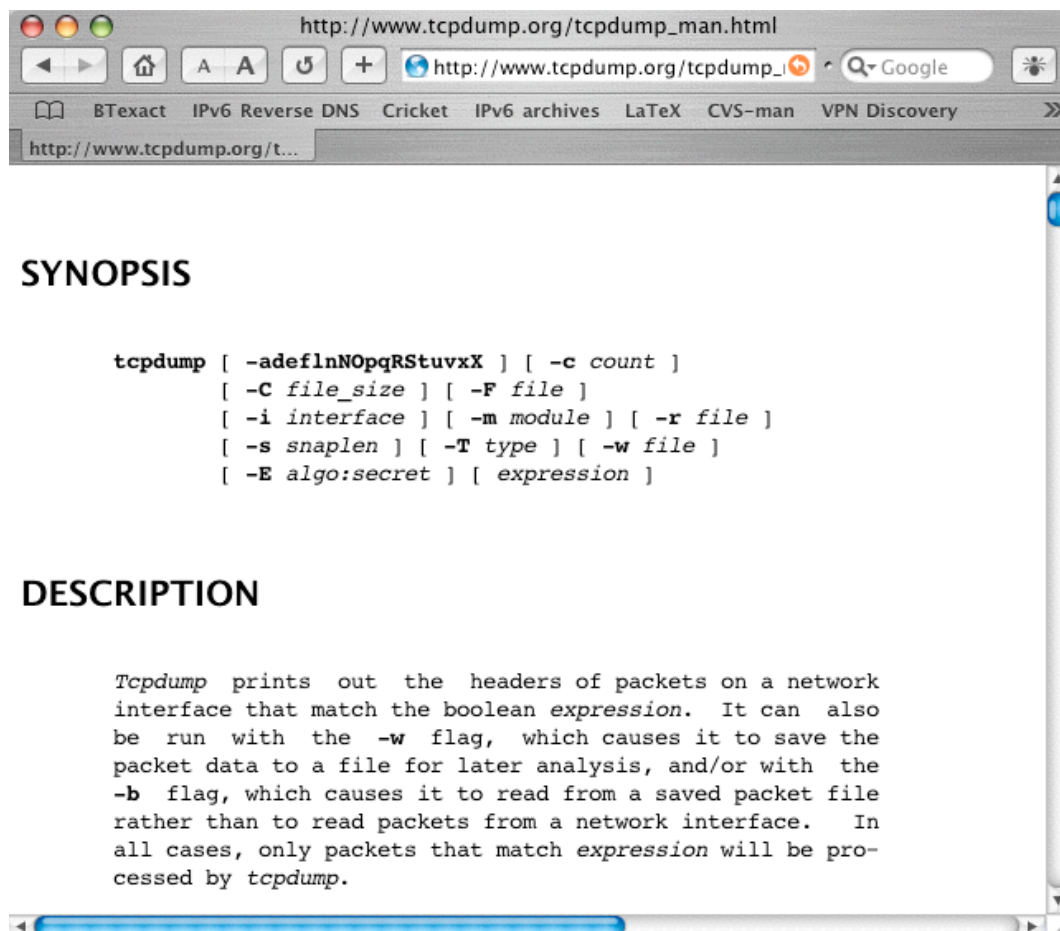 http://www.tcpdump.org/tcpdump_man.html
A A + http://www.tcpdump.org/tcpdump_ Q Google
BTexact IPv6 Reverse DNS Cricket IPv6 archives LaTeX CVS-man VPN Discovery »
http://www.tcpdump.org/t...
SYNOPSIS
tcpdump [ -adeflnNOpqRStuvxX ] [ -c count ]
[ -C file_size ] [ -F file ]
[ -i interface ] [ -m module ] [ -r file ]
[ -s snaplen ] [ -T type ] [ -w file ]
[ -E algo:secret ] [ expression ]
DESCRIPTION
Tcpdump prints out the headers of packets on a network
interface that match the boolean expression. It can also
be run with the -w flag, which causes it to save the
packet data to a file for later analysis, and/or with the
-b flag, which causes it to read from a saved packet file
rather than to read packets from a network interface. In
all cases, only packets that match expression will be pro-
cessed by tcpdump.